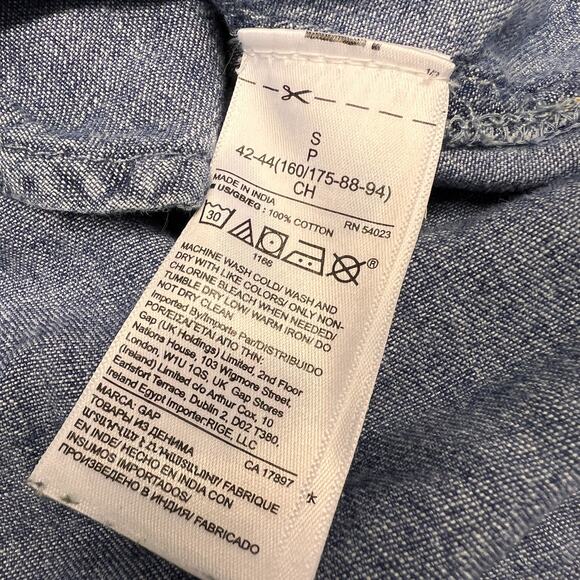 S
P
42-44(160/175-88-94)
CH
MADE IN INDIA
RN 54023
US/GB/EG : 100% COTTON
30
®
1166
MACHINE WASH COLD/ WASH AND
DRY WITH LIKE COLORS/ ONLY NON-
CHLORINE BLEACH WHEN NEEDED/
TUMBLE DRY LOW/ WARM IRON/ DO
NOT DRY CLEAN
Imported By/Importe Par/DISTRIBUIDO
POR/ΕΙΣΑΓΕΤΑΙ ΑΠΟ ΤΗΝ:
Gap (UK Holdings) Limited, 2nd Floor
Nations House, 103 Wigmore Street,
London, W1U 1QS, UK Gap Stores
(Ireland) Limited c/o Arthur Cox, 10
Earlsfort Terrace, Dublin 2, D02 T380,
Ireland Egypt Importer:RIGE, LLC
MARCA: GAP
CA 17897
ТОВАРЫ ИЗ ДЕНИМА
FABRIQUE
EN INDE/ HECHO EN INDIA CON
INSUMOS IMPORTADOS/
ПРОИЗВЕДЕНО В ИНДИИ/ FABRICADO
*